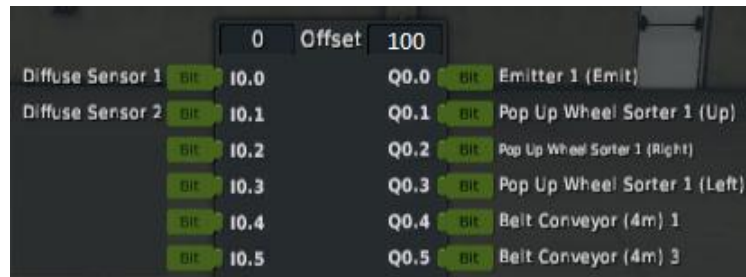 0 Offset 100
Diffuse Sensor 1 Bit I0.0 Q0.0 Bit Emitter 1 (Emit)
Diffuse Sensor 2 Bit I0.1 Q0.1 Bit Pop Up Wheel Sorter 1 (Up)
Bit I0.2 Q0.2 Bit Pop Up Wheel Sorter 1 (Right)
Bit I0.3 Q0.3 Bit Pop Up Wheel Sorter 1 (Left)
Bit I0.4 Q0.4 Bit Belt Conveyor (4m) 1
Bit I0.5 Q0.5 Bit Belt Conveyor (4m) 3